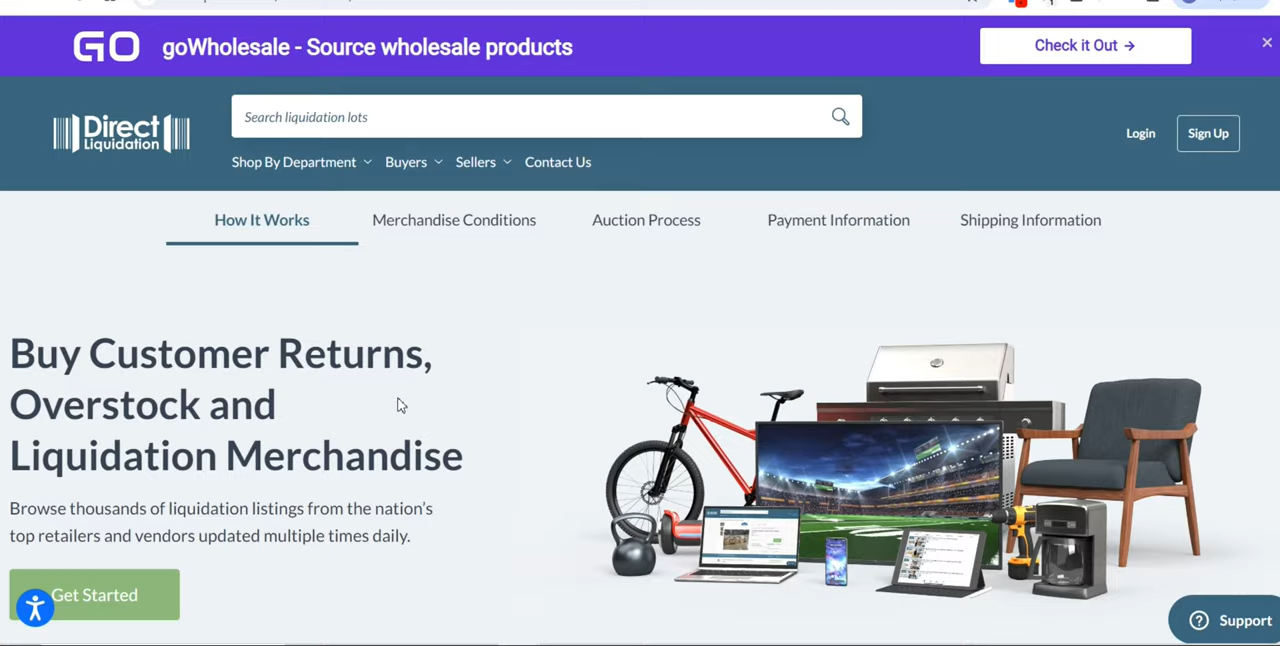 GO goWholesale - Source wholesale products
Check it Out →
Direct
Liquidation
Search liquidation lots
Login
Sign Up
Shop By Department
Buyers
Sellers
Contact Us
How It Works
Merchandise Conditions
Auction Process
Payment Information
Shipping Information
Buy Customer Returns,
Overstock and
Liquidation Merchandise
Browse thousands of liquidation listings from the nation's
top retailers and vendors updated multiple times daily.
Get Started
Support